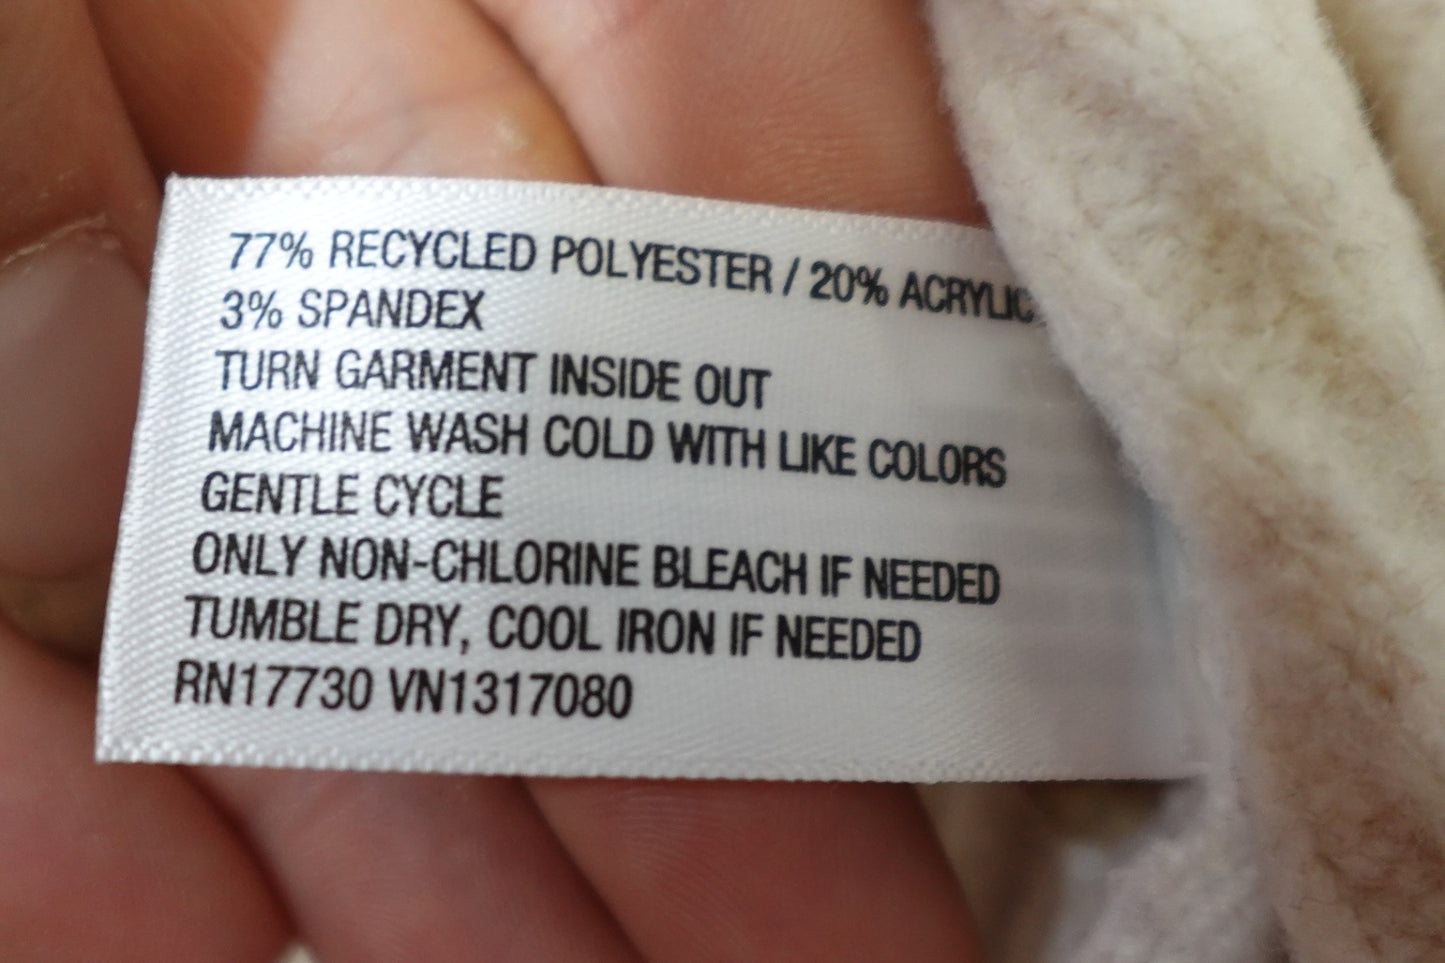 77% RECYCLED POLYESTER / 20% ACRYLIC
3% SPANDEX
TURN GARMENT INSIDE OUT
MACHINE WASH COLD WITH LIKE COLORS
GENTLE CYCLE
ONLY NON-CHLORINE BLEACH IF NEEDED
TUMBLE DRY, COOL IRON IF NEEDED
RN17730 VN1317080